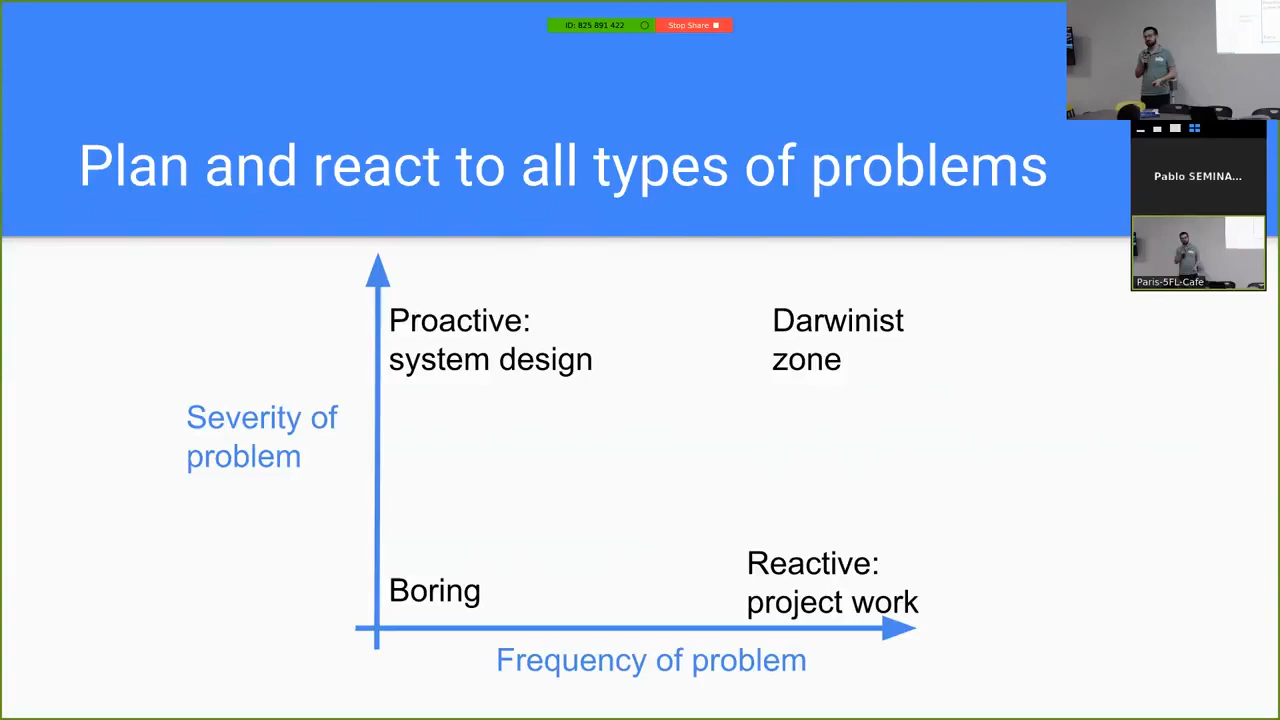 ID: 825 891 422
Stop Share
Plan and react to all types of problems
Pablo SEMINA...
Paris-5FL-Cafe
Proactive:
system design
Darwinist
zone
Severity of
problem
Boring
Reactive:
project work
Frequency of problem